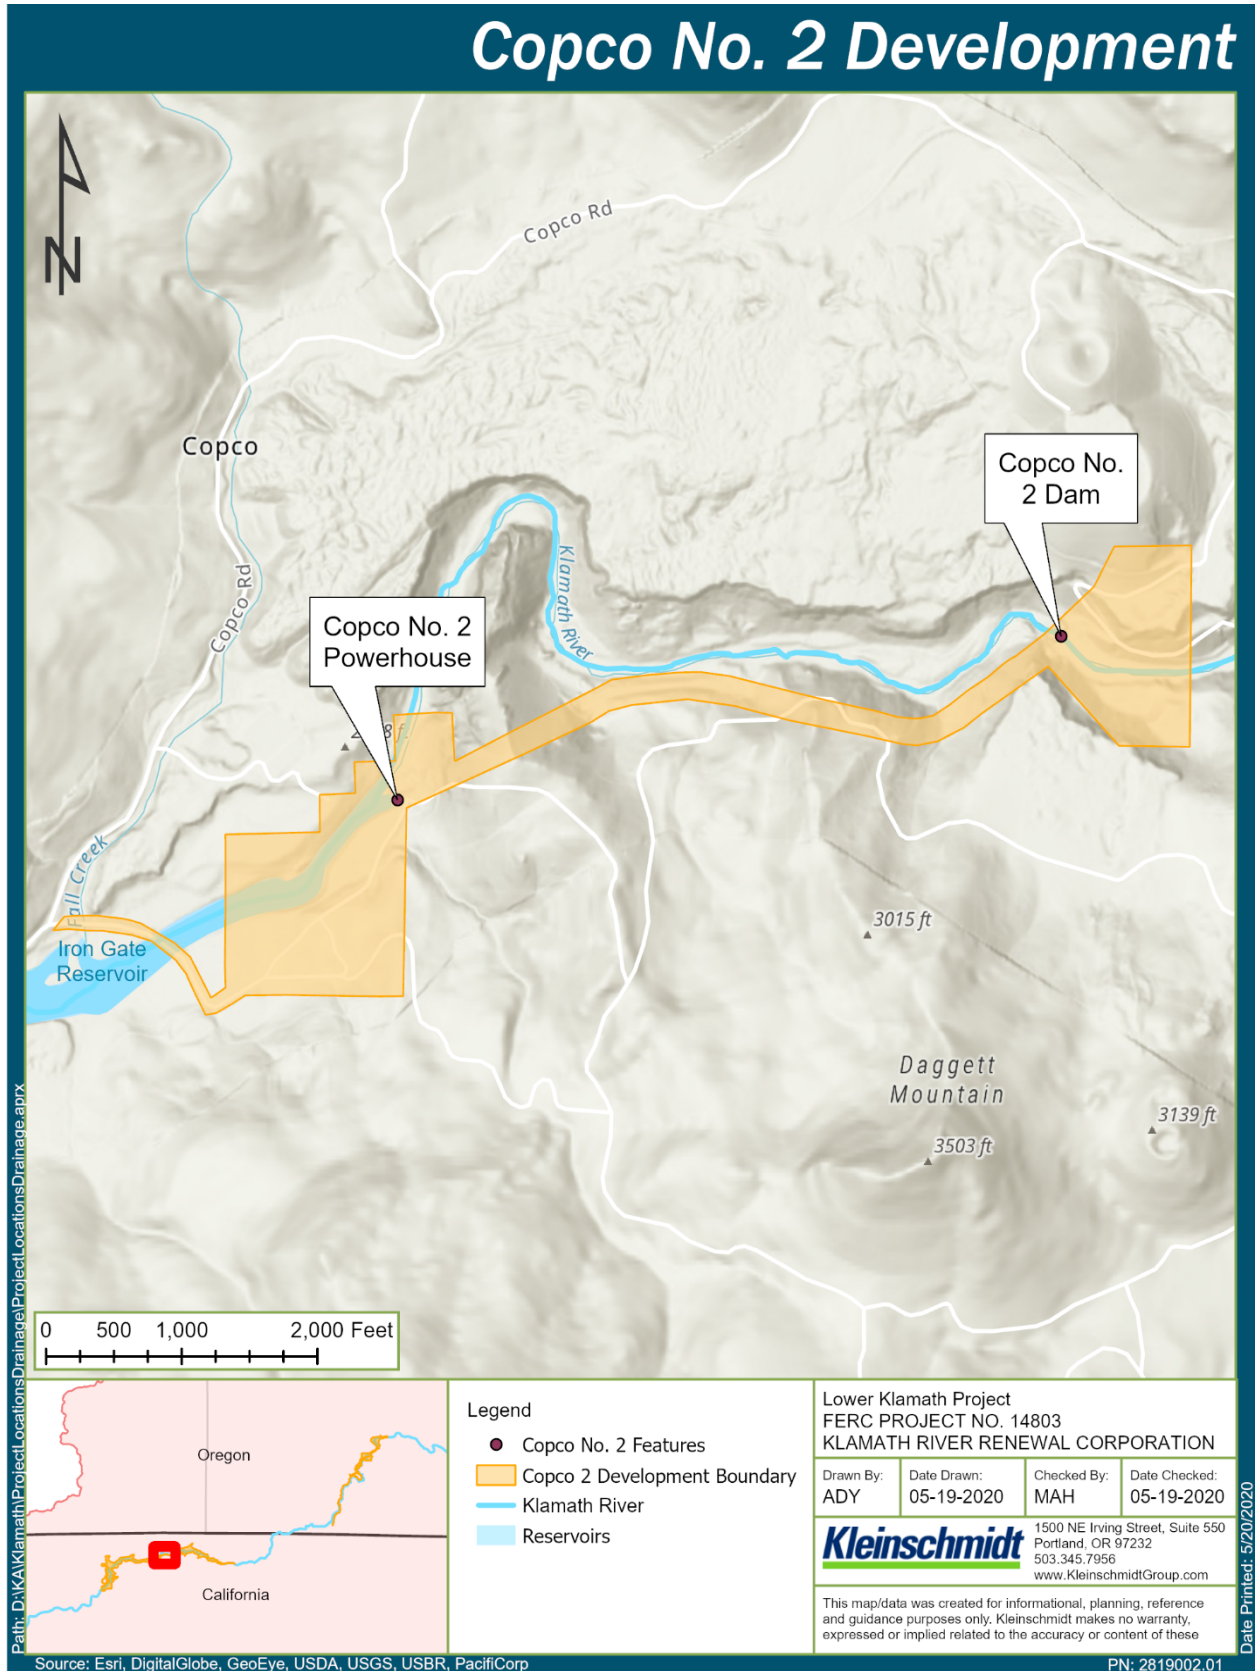 Copco No. 2 Development
N
Copco Rd
Copco
Copco No.
2 Dam
Klamath River
Copco Rd
Copco No. 2
Powerhouse
Fall Creek
3015 ft
Iron Gate
Reservoir
Daggett
Mountain
3139 ft
3503 ft
0 500 1,000 2,000 Feet
Oregon
California
Legend
Copco No. 2 Features
Copco 2 Development Boundary
Klamath River
Reservoirs
Lower Klamath Project
FERC PROJECT NO. 14803
KLAMATH RIVER RENEWAL CORPORATION
Drawn By: Date Drawn: Checked By: Date Checked:
ADY 05-19-2020 MAH 05-19-2020
Kleinschmidt
1500 NE Irving Street, Suite 550
Portland, OR 97232
503.345.7956
www.KleinschmidtGroup.com
This map/data was created for informational, planning, reference
and guidance purposes only. Kleinschmidt makes no warranty,
expressed or implied related to the accuracy or content of these
Path: D:\KA\Klamath\ProjectLocationsDrainage\ProjectLocationsDrainage.aprx
Date Printed: 5/20/2020
Source: Esri, DigitalGlobe, GeoEye, USDA, USGS, USBR, PacifiCorp
PN: 2819002.01